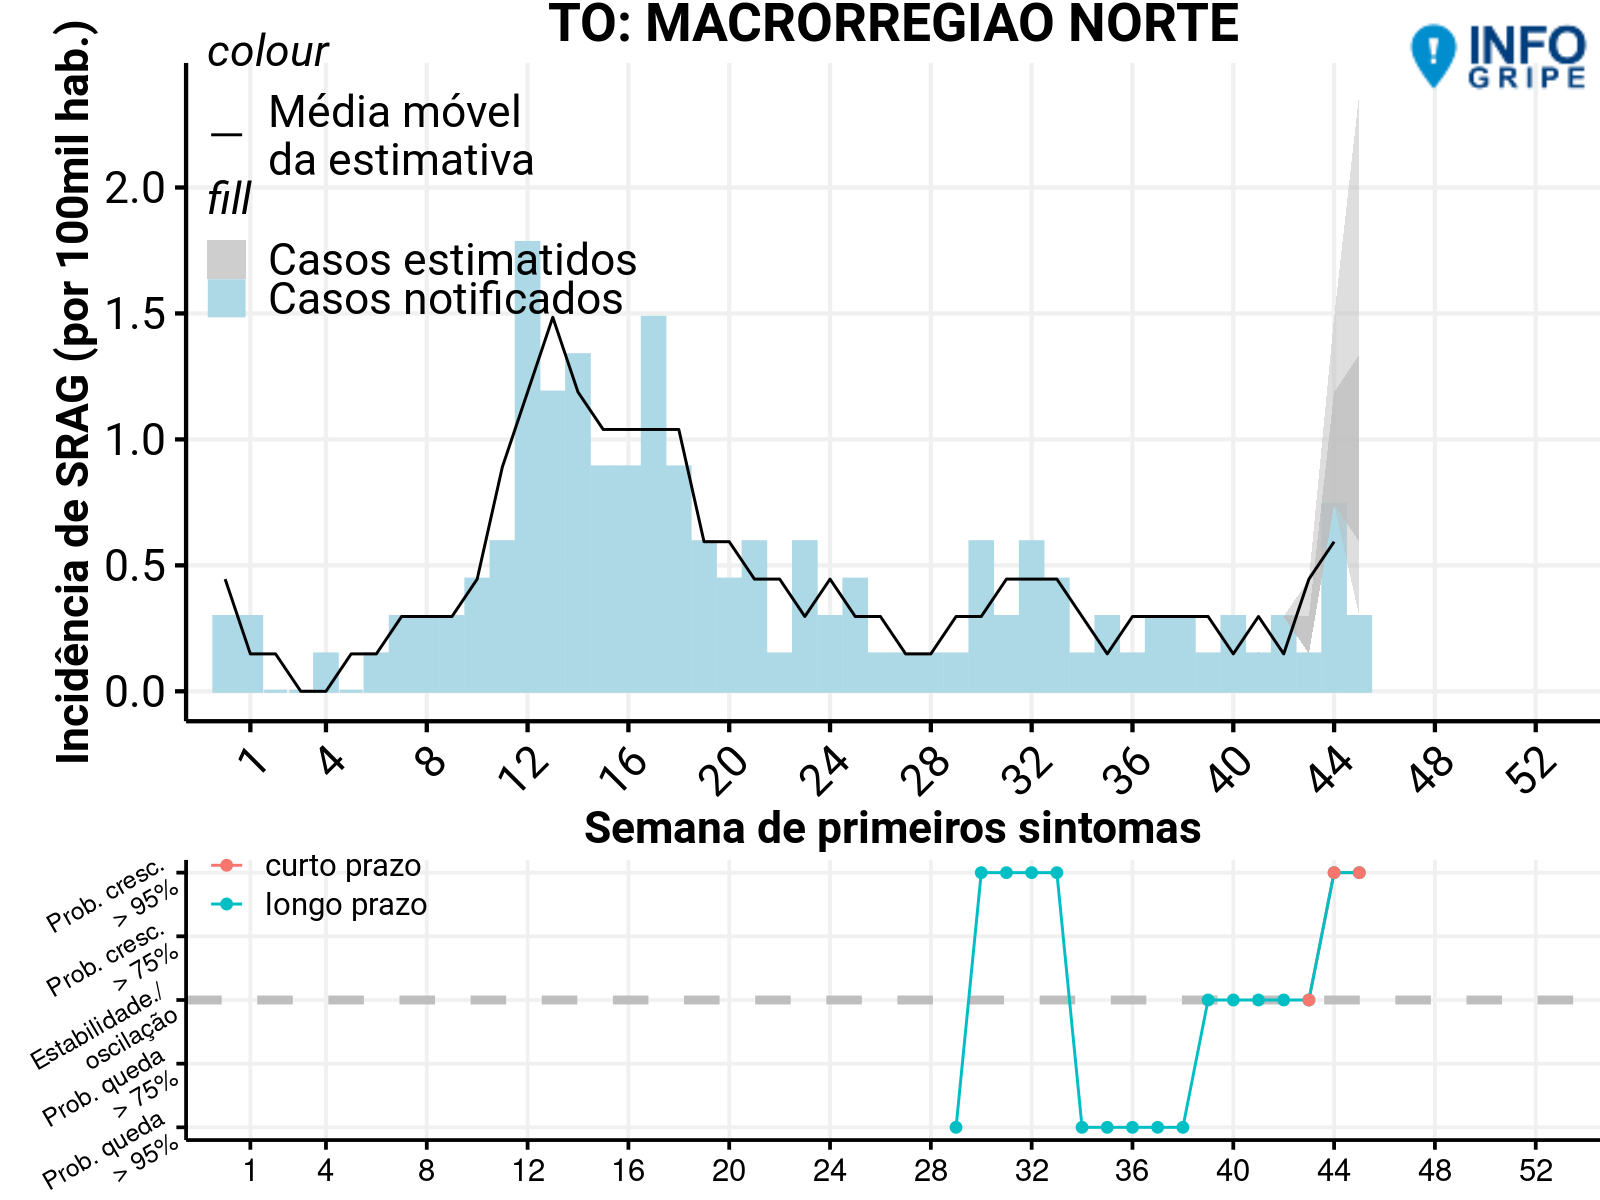 TO: MACRORREGIAO NORTE
INFO
GRIPE
colour
Média móvel
da estimativa
fill
Casos estimatidos
Casos notificados
Incidência de SRAG (por 100mil hab.)
2.0
1.5
1.0
0.5
0.0
1 4 8 12 16 20 24 28 32 36 40 44 48 52
Semana de primeiros sintomas
curto prazo
longo prazo
Prob. cresc.
> 95%
Prob. cresc.
> 75%
Estabilidade./
oscilação
Prob. queda
> 75%
Prob. queda
> 95%
1 4 8 12 16 20 24 28 32 36 40 44 48 52